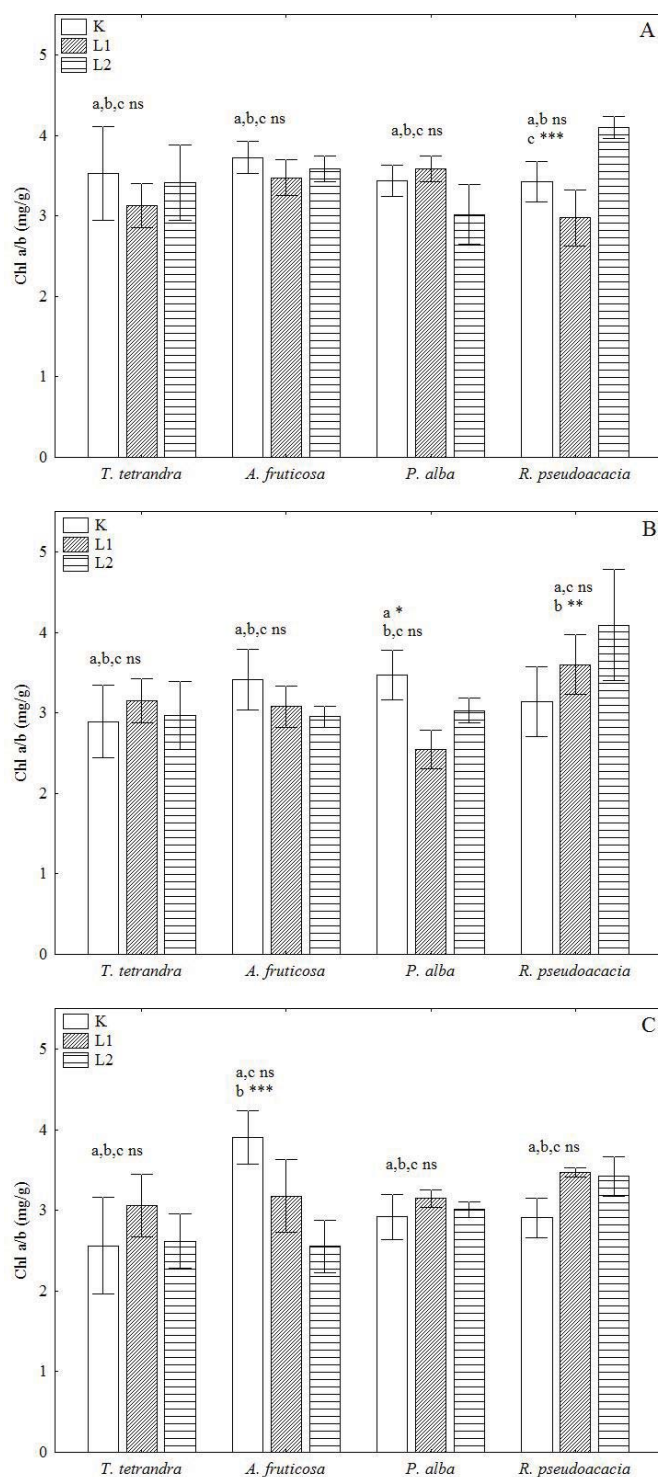 K
L1
L2
A
5
4
3
2
1
0
Chl a/b (mg/g)
a,b,c ns
a,b,c ns
a,b,c ns
a,b ns
c ***
T. tetrandra A. fruticosa P. alba R. pseudoacacia
K
L1
L2
B
5
4
3
2
1
0
Chl a/b (mg/g)
a,b,c ns
a,b,c ns
a *
b,c ns
a,c ns
b **
T. tetrandra A. fruticosa P. alba R. pseudoacacia
K
L1
L2
C
5
4
3
2
1
0
Chl a/b (mg/g)
a,b,c ns
a,c ns
b ***
a,b,c ns
a,b,c ns
T. tetrandra A. fruticosa P. alba R. pseudoacacia